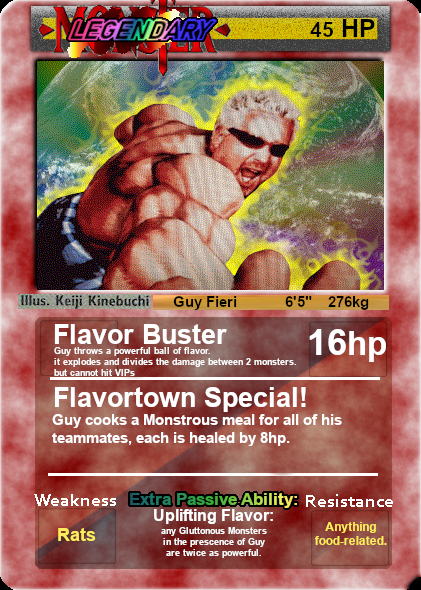 MONSTER
LEGENDARY
45 HP
Illus. Keiji Kinebuchi
Guy Fieri 6'5" 276kg
Flavor Buster
16hp
Guy throws a powerful ball of flavor.
it explodes and divides the damage between 2 monsters.
but cannot hit VIPs
Flavortown Special!
Guy cooks a Monstrous meal for all of his
teammates, each is healed by 8hp.
Weakness
Rats
Extra Passive Ability:
Uplifting Flavor:
any Gluttonous Monsters
in the prescence of Guy
are twice as powerful.
Resistance
Anything
food-related.